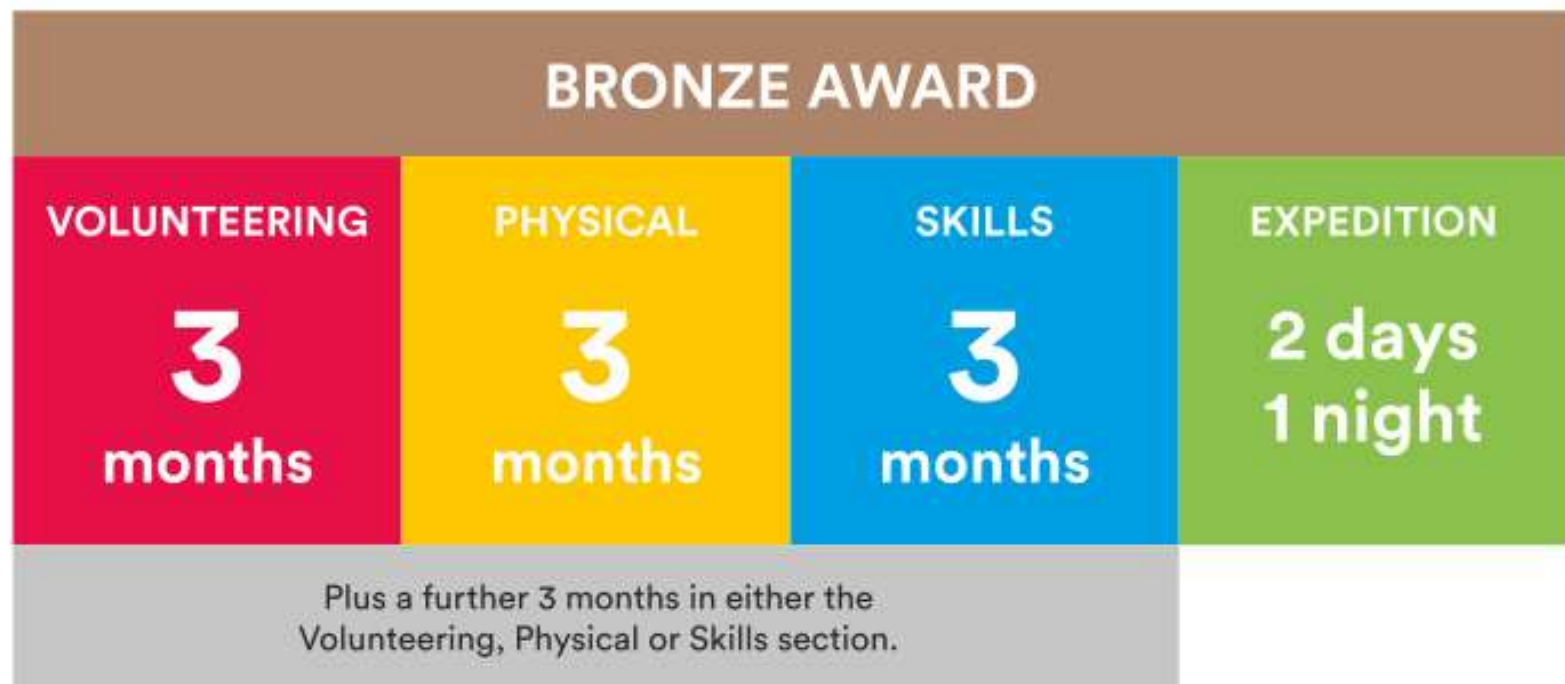 BRONZE AWARD
VOLUNTEERING
3
months
PHYSICAL
3
months
SKILLS
3
months
EXPEDITION
2 days
1 night
Plus a further 3 months in either the
Volunteering, Physical or Skills section.